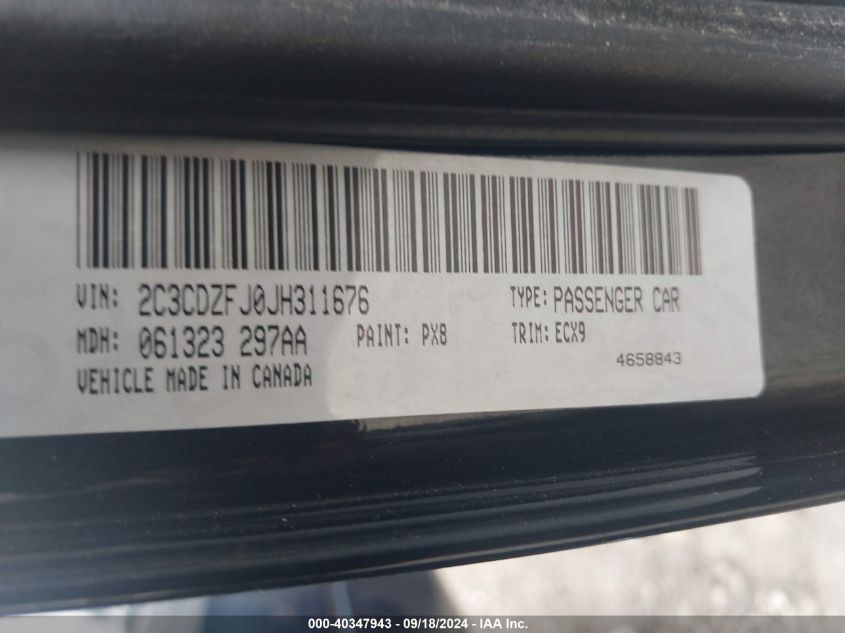 VIN: 2C3CDZFJ0JH311676 TYPE: PASSENGER CAR
MDH: 061323 297AA PAINT: PX8 TRIM: ECX9
VEHICLE MADE IN CANADA 4658843
000-40347943 - 09/18/2024 - IAA Inc.